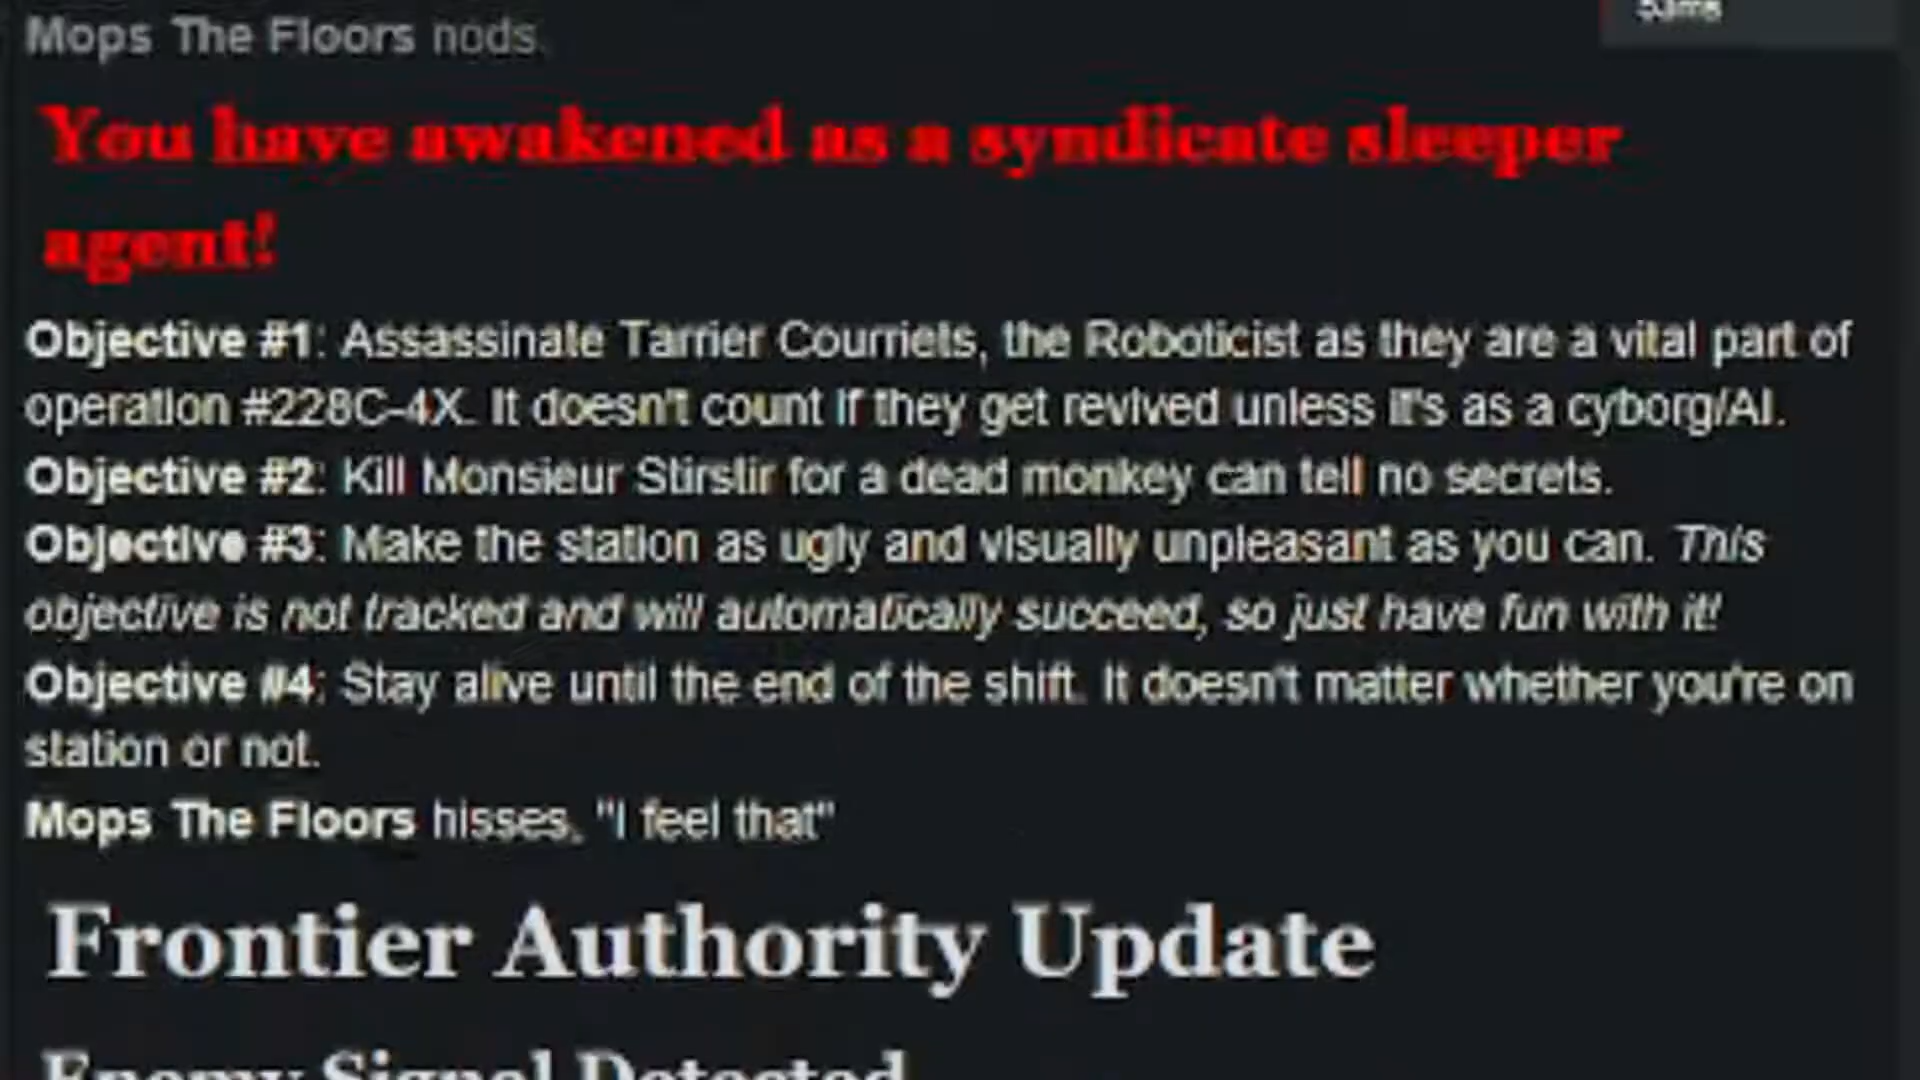 53ms
Mops The Floors nods.
You have awakened as a syndicate sleeper
agent!
Objective #1: Assassinate Tarrier Courriets, the Roboticist as they are a vital part of
operation #228C-4X. It doesn't count if they get revived unless it's as a cyborg/AI.
Objective #2: Kill Monsieur Stirstir for a dead monkey can tell no secrets.
Objective #3: Make the station as ugly and visually unpleasant as you can. This
objective is not tracked and will automatically succeed, so just have fun with it!
Objective #4: Stay alive until the end of the shift. It doesn't matter whether you're on
station or not.
Mops The Floors hisses, "I feel that"
Frontier Authority Update
Enemy Signal Detected